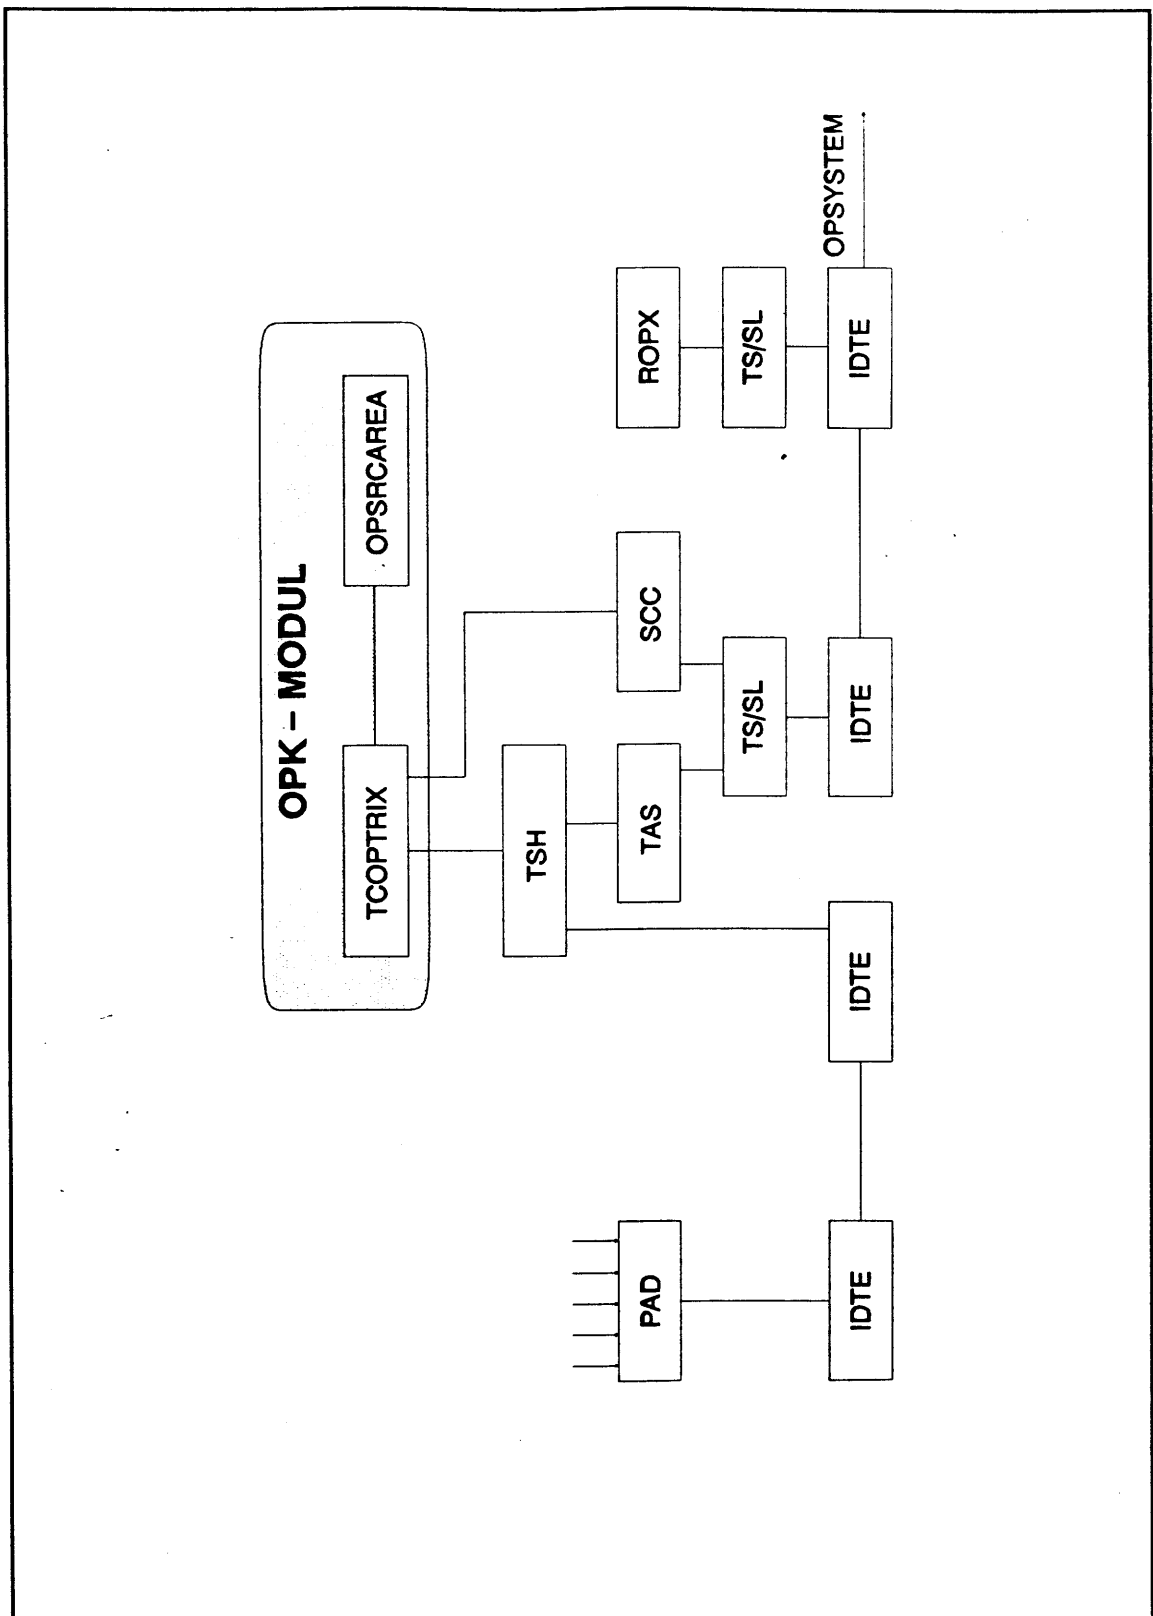 OPK – MODUL
TCOPTRIX
OPSRCAREA
TSH
PAD
TAS
SCC
ROPX
TS/SL
TS/SL
IDTE
IDTE
IDTE
IDTE
OPSYSTEM